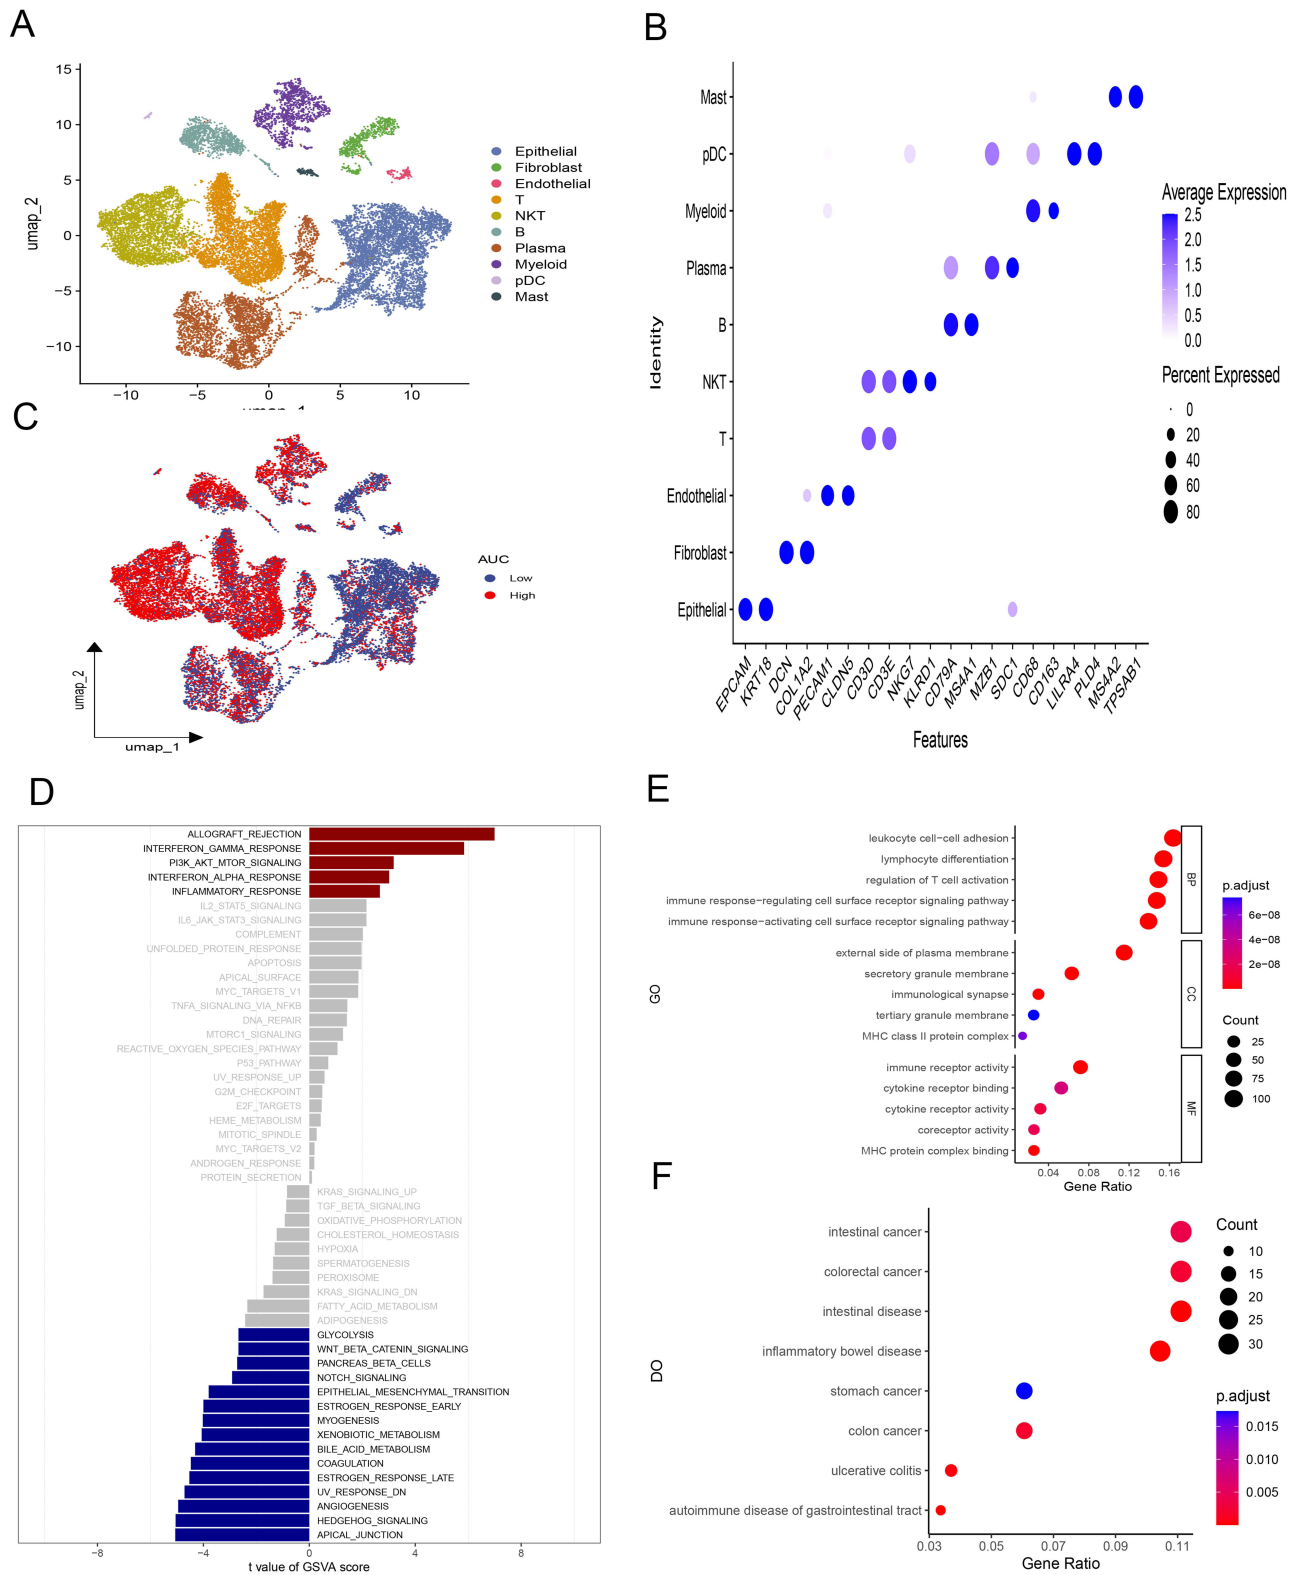 A
15
10
5
0
−5
−10
umap_2
−10
−5
0
5
10
umap_1
Epithelial
Fibroblast
Endothelial
T
NKT
B
Plasma
Myeloid
pDC
Mast
B
Identity
Mast
pDC
Myeloid
Plasma
B
NKT
T
Endothelial
Fibroblast
Epithelial
EPCAM
KRT18
DCN
COL1A2
PECAM1
CLDN5
CD3D
CD3E
NKG7
KLRD1
CD79A
MS4A1
MZB1
SDC1
CD68
CD163
LILRA4
PLD4
MS4A2
TPSAB1
Features
Average Expression
2.5
2.0
1.5
1.0
0.5
0.0
Percent Expressed
0
20
40
60
80
C
umap_2
umap_1
AUC
Low
High
D
ALLOGRAFT_REJECTION
INTERFERON_GAMMA_RESPONSE
PI3K_AKT_MTOR_SIGNALING
INTERFERON_ALPHA_RESPONSE
INFLAMMATORY_RESPONSE
IL2_STAT5_SIGNALING
IL6_JAK_STAT3_SIGNALING
COMPLEMENT
UNFOLDED_PROTEIN_RESPONSE
APOPTOSIS
APICAL_SURFACE
MYC_TARGETS_V1
TNFA_SIGNALING_VIA_NFKB
DNA_REPAIR
MTORC1_SIGNALING
REACTIVE_OXYGEN_SPECIES_PATHWAY
P53_PATHWAY
UV_RESPONSE_UP
G2M_CHECKPOINT
E2F_TARGETS
HEME_METABOLISM
MITOTIC_SPINDLE
MYC_TARGETS_V2
ANDROGEN_RESPONSE
PROTEIN_SECRETION
KRAS_SIGNALING_UP
TGF_BETA_SIGNALING
OXIDATIVE_PHOSPHORYLATION
CHOLESTEROL_HOMEOSTASIS
HYPOXIA
SPERMATOGENESIS
PEROXISOME
KRAS_SIGNALING_DN
FATTY_ACID_METABOLISM
ADIPOGENESIS
GLYCOLYSIS
WNT_BETA_CATENIN_SIGNALING
PANCREAS_BETA_CELLS
NOTCH_SIGNALING
EPITHELIAL_MESENCHYMAL_TRANSITION
ESTROGEN_RESPONSE_EARLY
MYOGENESIS
XENOBIOTIC_METABOLISM
BILE_ACID_METABOLISM
COAGULATION
ESTROGEN_RESPONSE_LATE
UV_RESPONSE_DN
ANGIOGENESIS
HEDGEHOG_SIGNALING
APICAL_JUNCTION
−8
−4
0
4
8
t value of GSVA score
E
GO
leukocyte cell−cell adhesion
lymphocyte differentiation
regulation of T cell activation
immune response−regulating cell surface receptor signaling pathway
immune response−activating cell surface receptor signaling pathway
BP
external side of plasma membrane
secretory granule membrane
immunological synapse
tertiary granule membrane
MHC class II protein complex
CC
immune receptor activity
cytokine receptor binding
cytokine receptor activity
coreceptor activity
MHC protein complex binding
MF
0.04
0.08
0.12
0.16
Gene Ratio
p.adjust
6e−08
4e−08
2e−08
Count
25
50
75
100
F
DO
intestinal cancer
colorectal cancer
intestinal disease
inflammatory bowel disease
stomach cancer
colon cancer
ulcerative colitis
autoimmune disease of gastrointestinal tract
0.03
0.05
0.07
0.09
0.11
Gene Ratio
Count
10
15
20
25
30
p.adjust
0.015
0.010
0.005